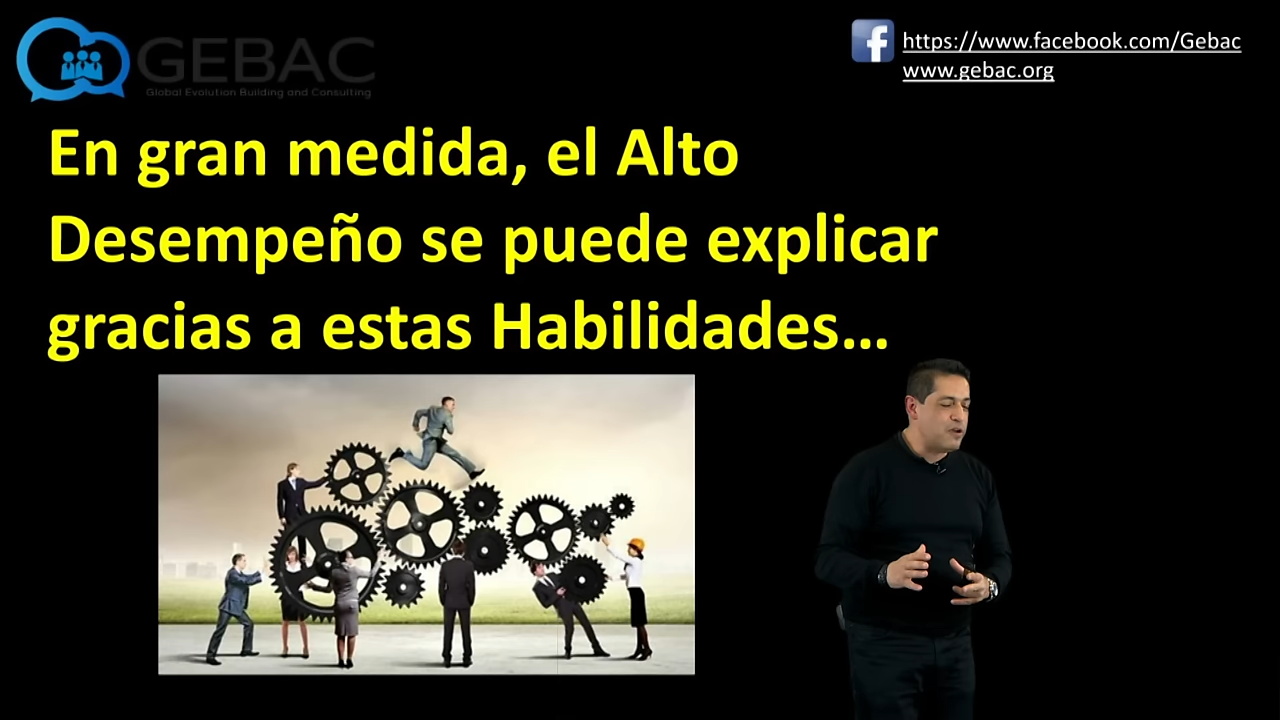 GEBAC
Global Evolution Building and Consulting
https://www.facebook.com/Gebac
www.gebac.org
En gran medida, el Alto
Desempeño se puede explicar
gracias a estas Habilidades...